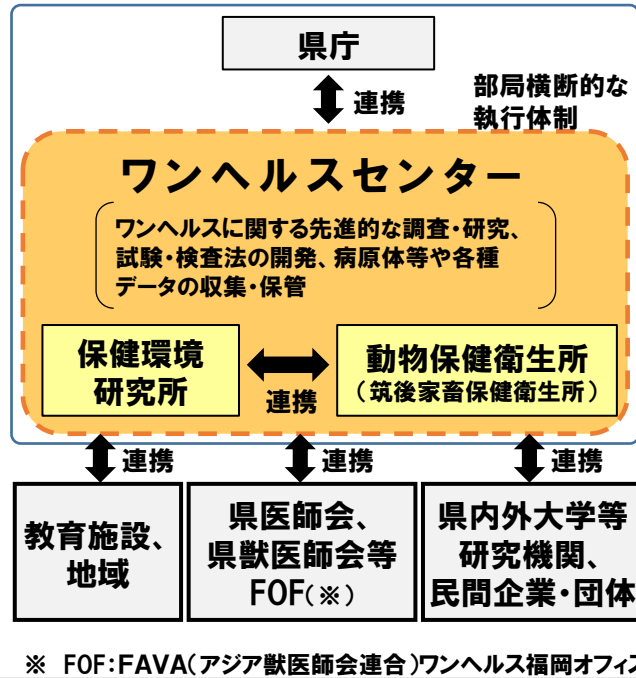 県庁
連携
部局横断的な
執行体制
ワンヘルスセンター
ワンヘルスに関する先進的な調査・研究、
試験・検査法の開発、病原体等や各種
データの収集・保管
保健環境
研究所
連携
動物保健衛生所
（筑後家畜保健衛生所）
連携
連携
連携
教育施設、
地域
県医師会、
県獣医師会等
FOF(※)
県内外大学等
研究機関、
民間企業・団体
※ FOF:FAVA(アジア獣医師会連合)ワンヘルス福岡オフィス